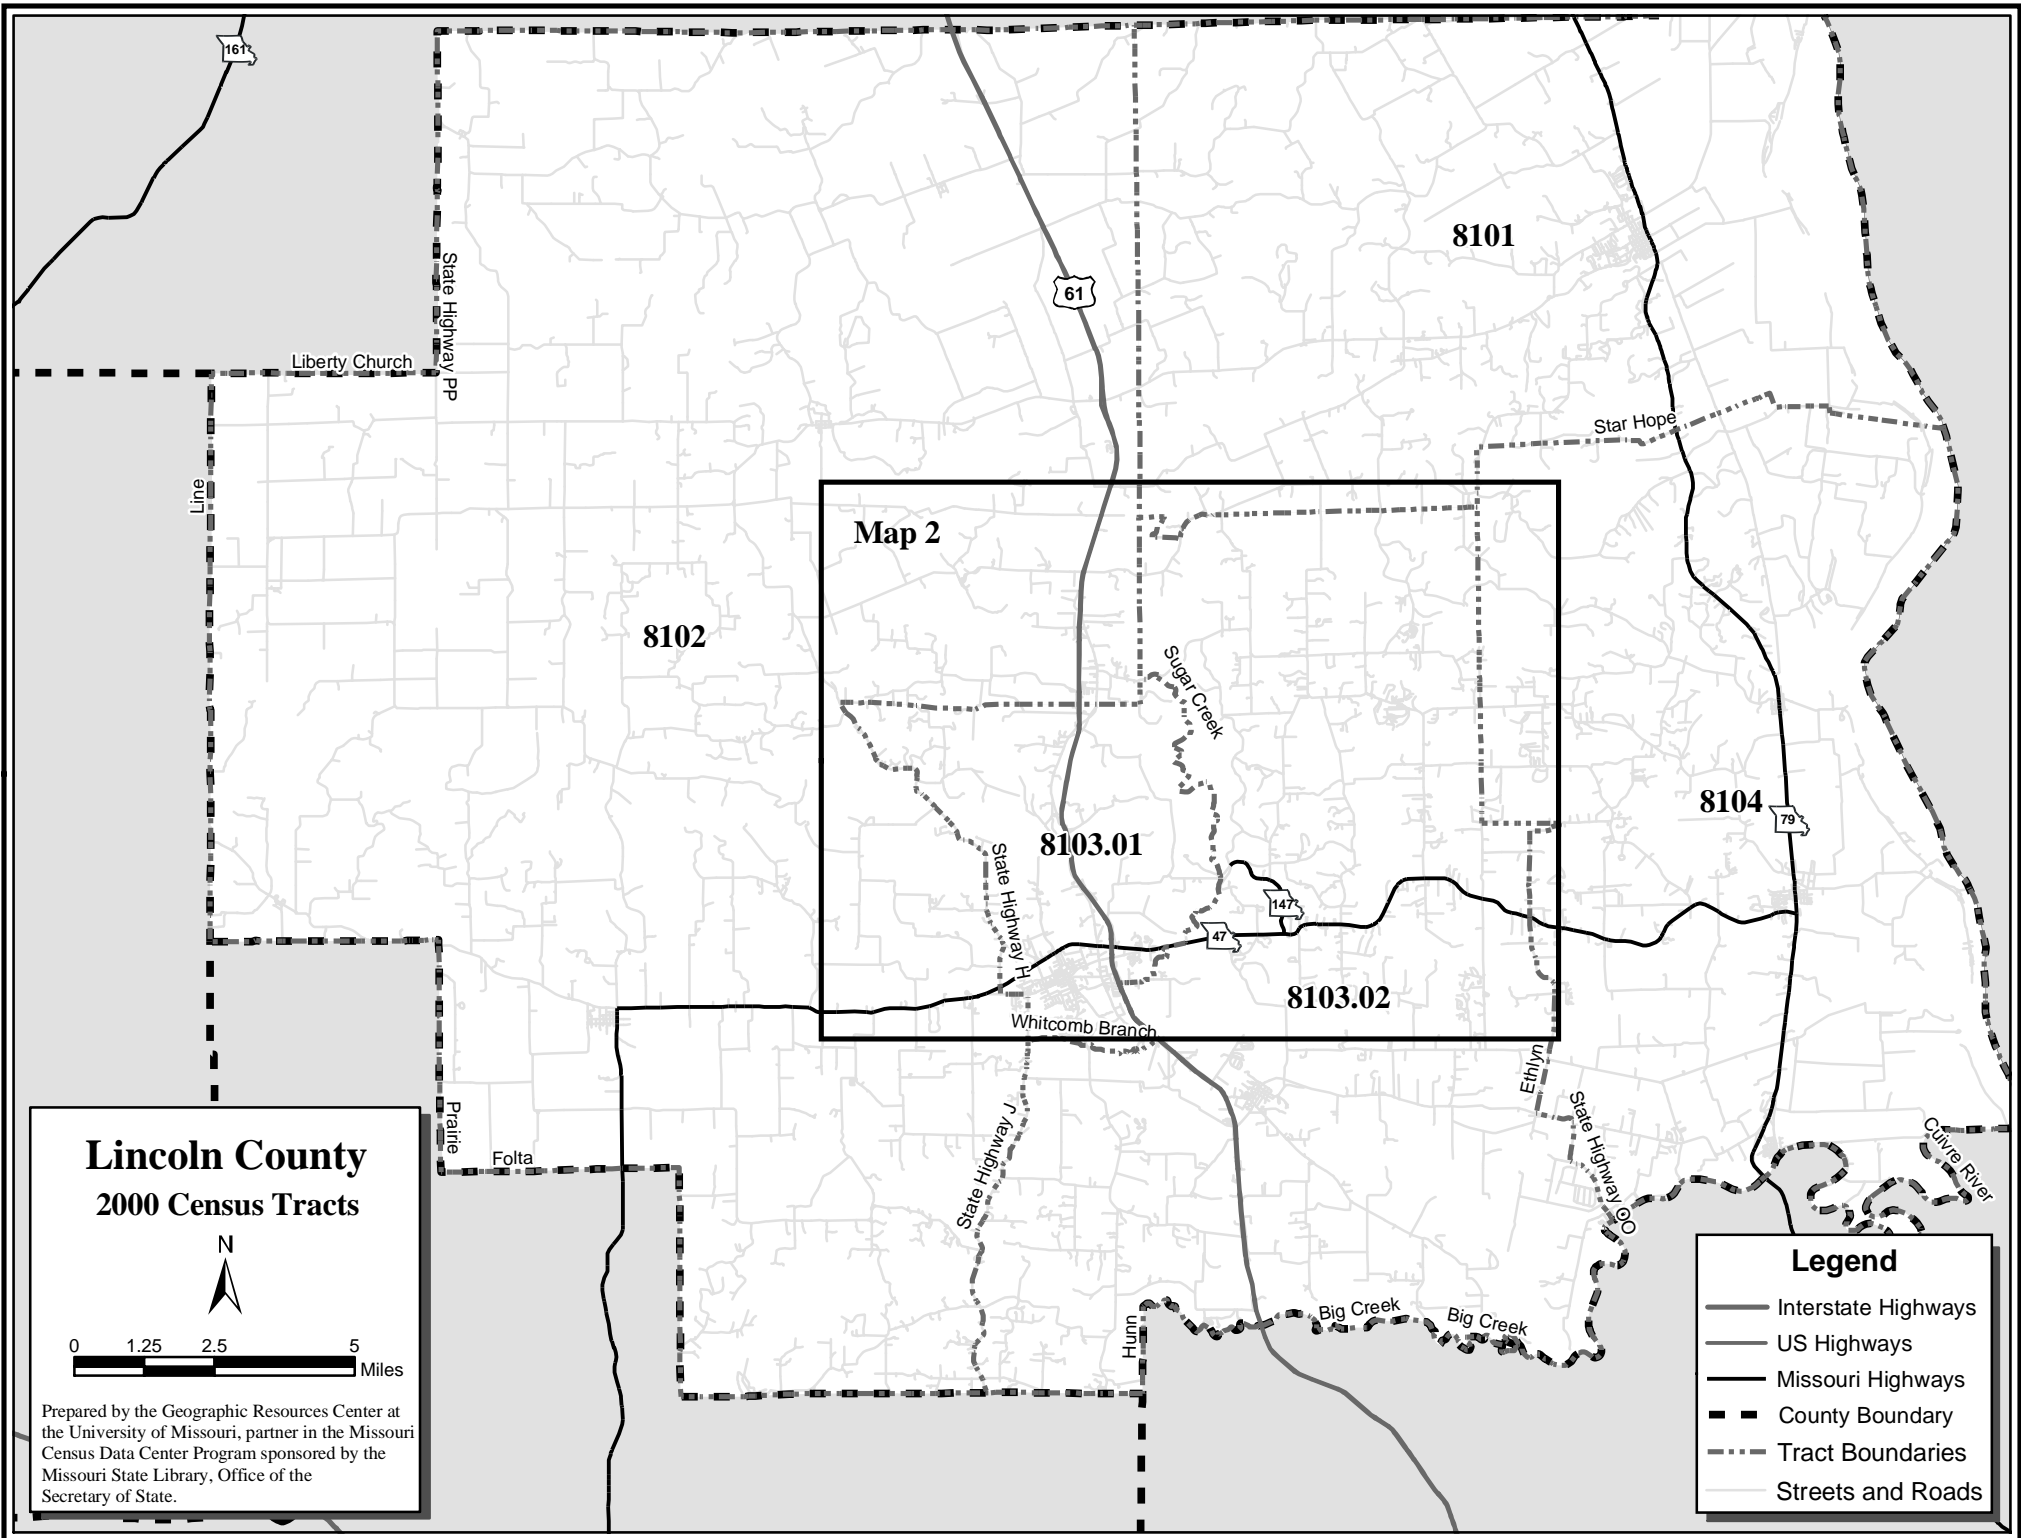 161
State Highway PP
8101
61
Liberty Church
Star Hope
Line
Map 2
8102
Sugar Creek
8104
79
8103.01
State Highway H
147
47
8103.02
Whitcomb Branch
Ethlyn
State Highway J
State Highway OO
Cuivre River
Prairie
Folta
Hunn
Big Creek
Big Creek
Lincoln County
2000 Census Tracts
N
0 1.25 2.5 5
Miles
Prepared by the Geographic Resources Center at
the University of Missouri, partner in the Missouri
Census Data Center Program sponsored by the
Missouri State Library, Office of the
Secretary of State.
Legend
Interstate Highways
US Highways
Missouri Highways
County Boundary
Tract Boundaries
Streets and Roads